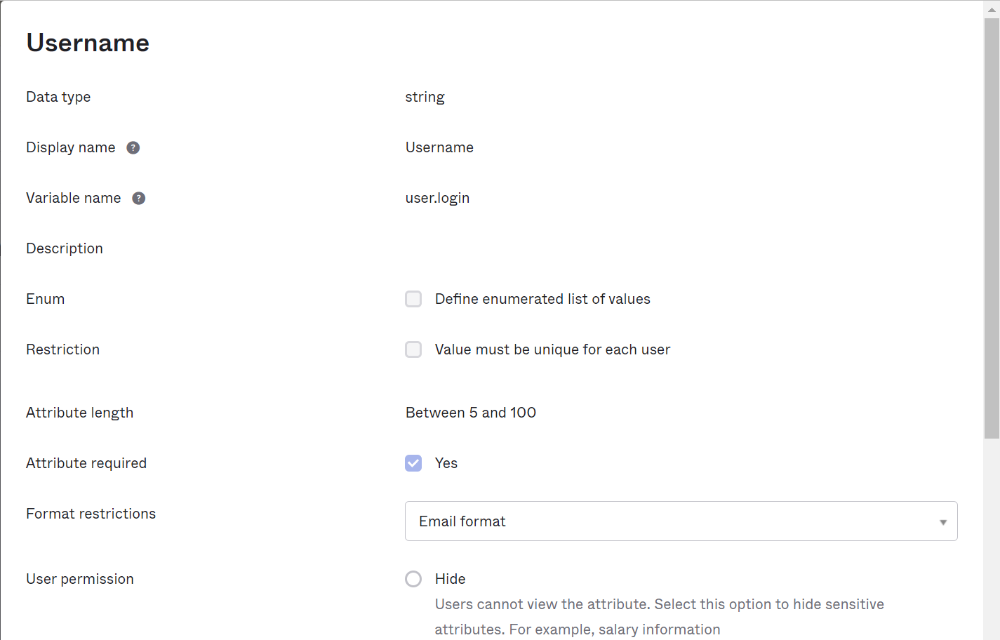 Username
Data type string
Display name ? Username
Variable name ? user.login
Description
Enum Define enumerated list of values
Restriction Value must be unique for each user
Attribute length Between 5 and 100
Attribute required Yes
Format restrictions Email format
User permission Hide
Users cannot view the attribute. Select this option to hide sensitive
attributes. For example, salary information